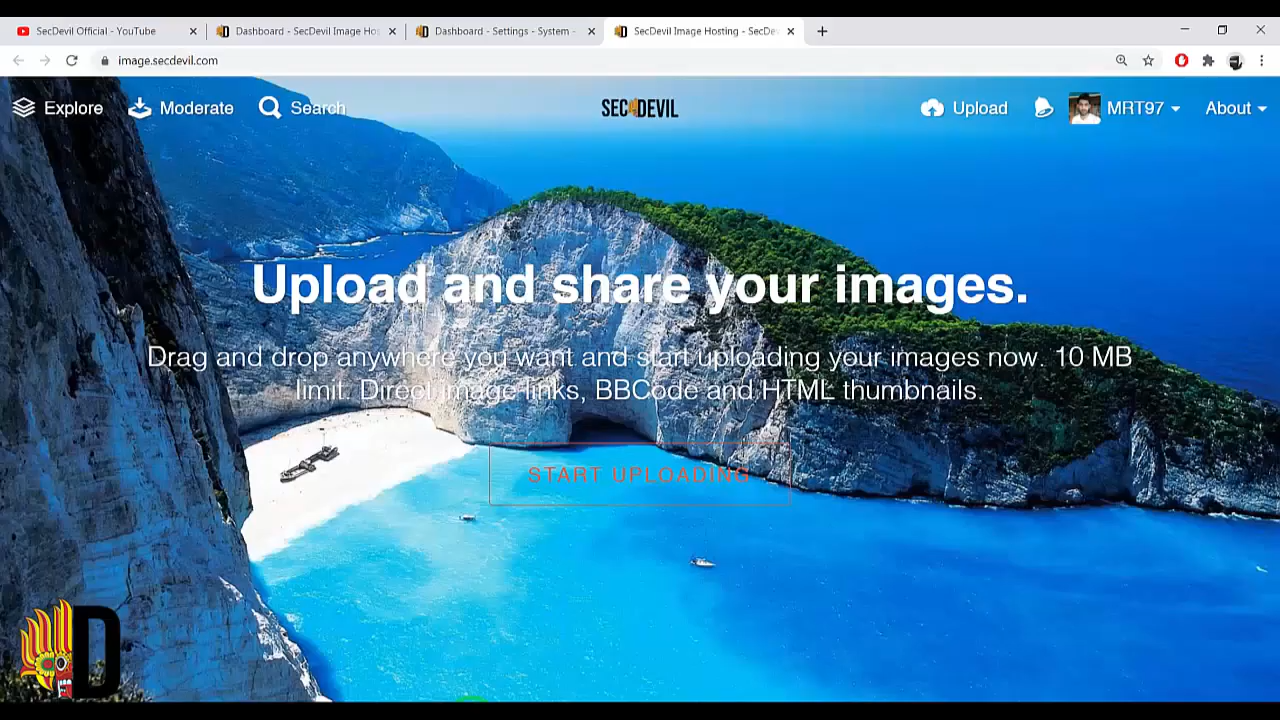 SecDevil Official - YouTube
Dashboard - SecDevil Image Hos
Dashboard - Settings - System -
SecDevil Image Hosting - SecDev
image.secdevil.com
Explore
Moderate
Search
SECDEVIL
Upload
MRT97
About
Upload and share your images.
Drag and drop anywhere you want and start uploading your images now. 10 MB
limit. Direct image links, BBCode and HTML thumbnails.
START UPLOADING
D